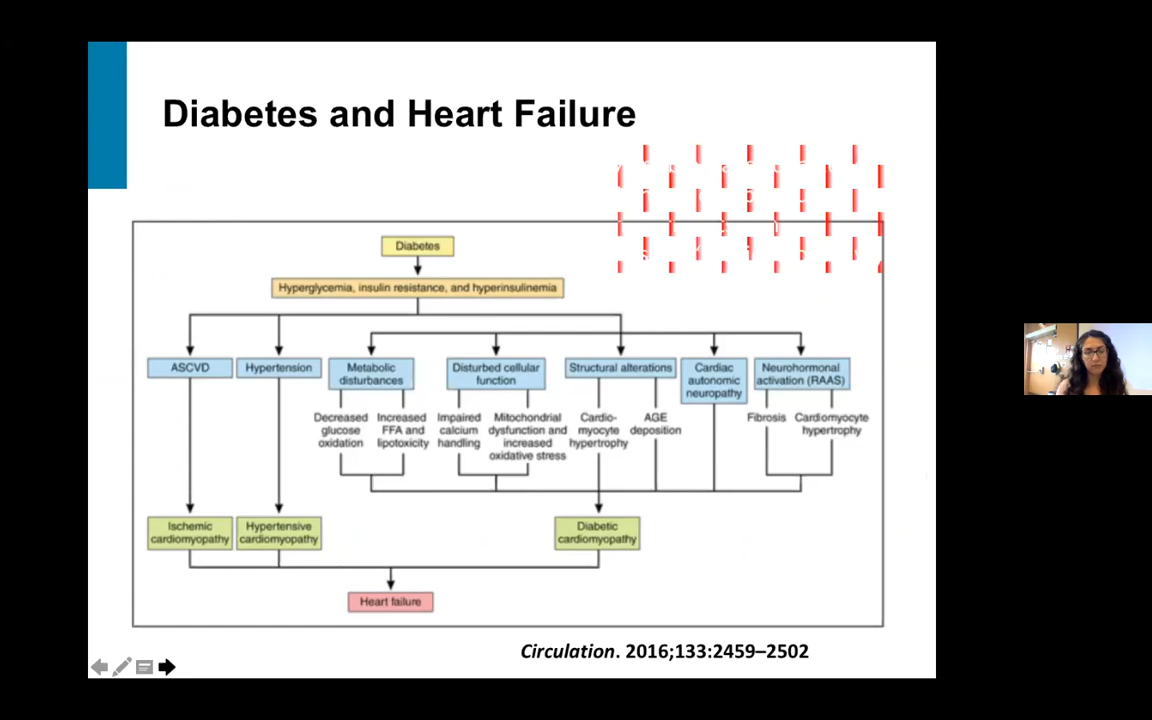 Diabetes and Heart Failure
Diabetes
Hyperglycemia, insulin resistance, and hyperinsulinemia
ASCVD
Hypertension
Metabolic
disturbances
Disturbed cellular
function
Structural alterations
Cardiac
autonomic
neuropathy
Neurohormonal
activation (RAAS)
Decreased
glucose
oxidation
Increased
FFA and
lipotoxicity
Impaired
calcium
handling
Mitochondrial
dysfunction and
increased
oxidative stress
Cardio-
myocyte
hypertrophy
AGE
deposition
Fibrosis
Cardiomyocyte
hypertrophy
Ischemic
cardiomyopathy
Hypertensive
cardiomyopathy
Diabetic
cardiomyopathy
Heart failure
Circulation. 2016;133:2459–2502